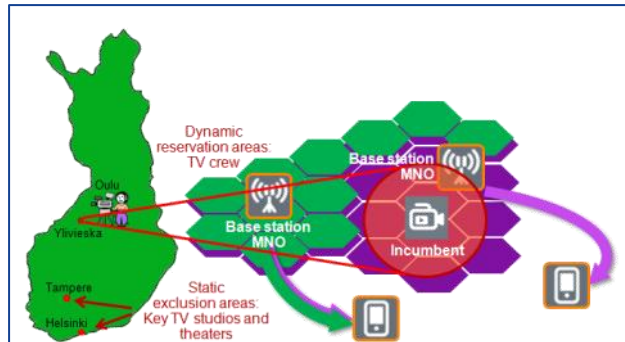 Dynamic
reservation areas:
TV crew
Oulu
Ylivieska
Base station
MNO
Base station
MNO
Incumbent
Tampere
Helsinki
Static
exclusion areas:
Key TV studios and
theaters